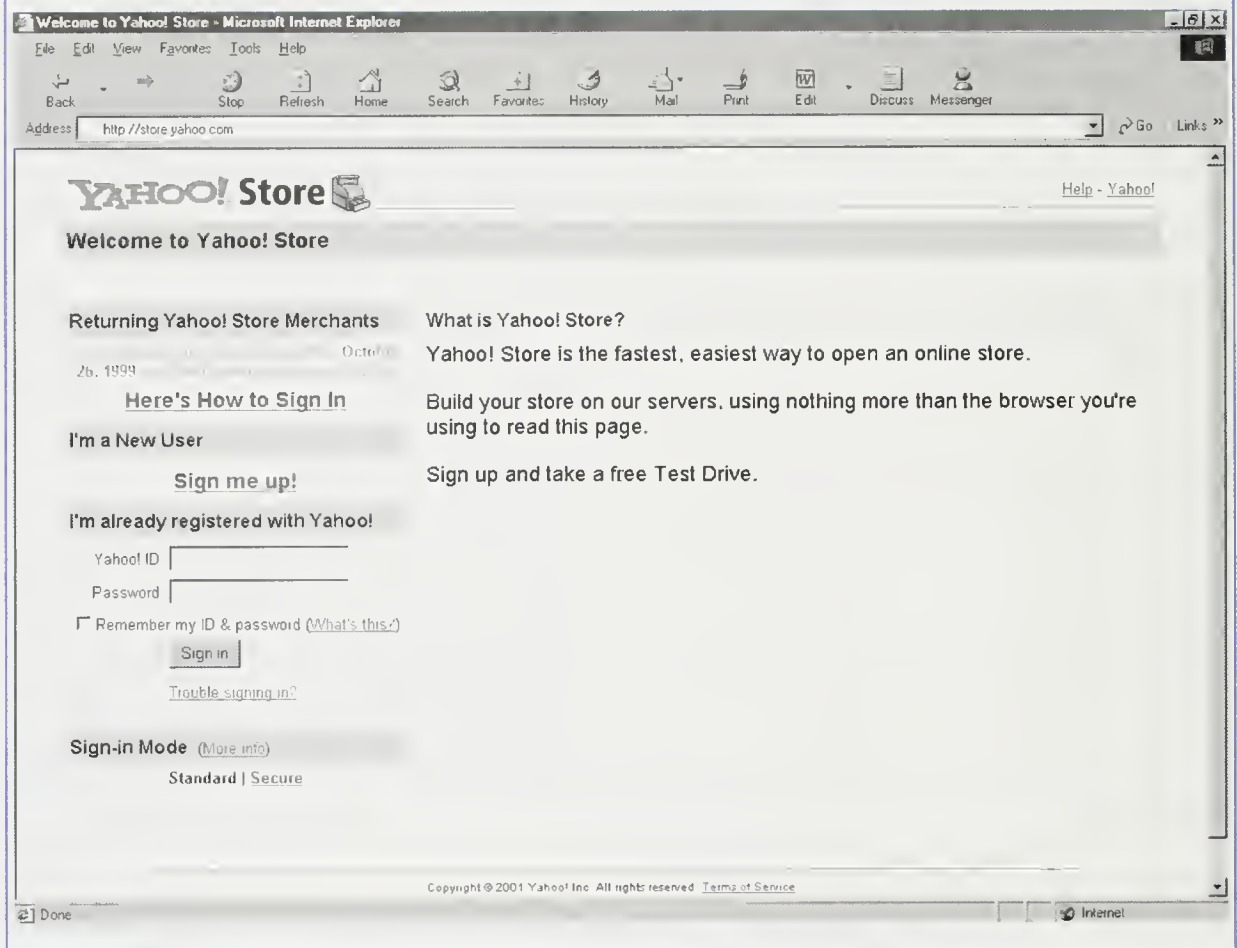 Welcome to Yahoo! Store - Microsoft Internet Explorer
File Edit View Favorites Tools Help
Back Stop Refresh Home Search Favorites History Mail Print Edit Discuss Messenger
Address http://store.yahoo.com Go Links »
YAHOO! Store
Help - Yahoo!
Welcome to Yahoo! Store
Returning Yahoo! Store Merchants
26, 1999
Here's How to Sign In
I'm a New User
Sign me up!
I'm already registered with Yahoo!
Yahoo! ID
Password
Remember my ID & password (What's this?)
Sign in
Trouble signing in?
Sign-in Mode (More info)
Standard | Secure
What is Yahoo! Store?
Yahoo! Store is the fastest, easiest way to open an online store.
Build your store on our servers, using nothing more than the browser you're
using to read this page.
Sign up and take a free Test Drive.
Copyright © 2001 Yahoo! Inc. All rights reserved. Terms of Service
Done
Internet